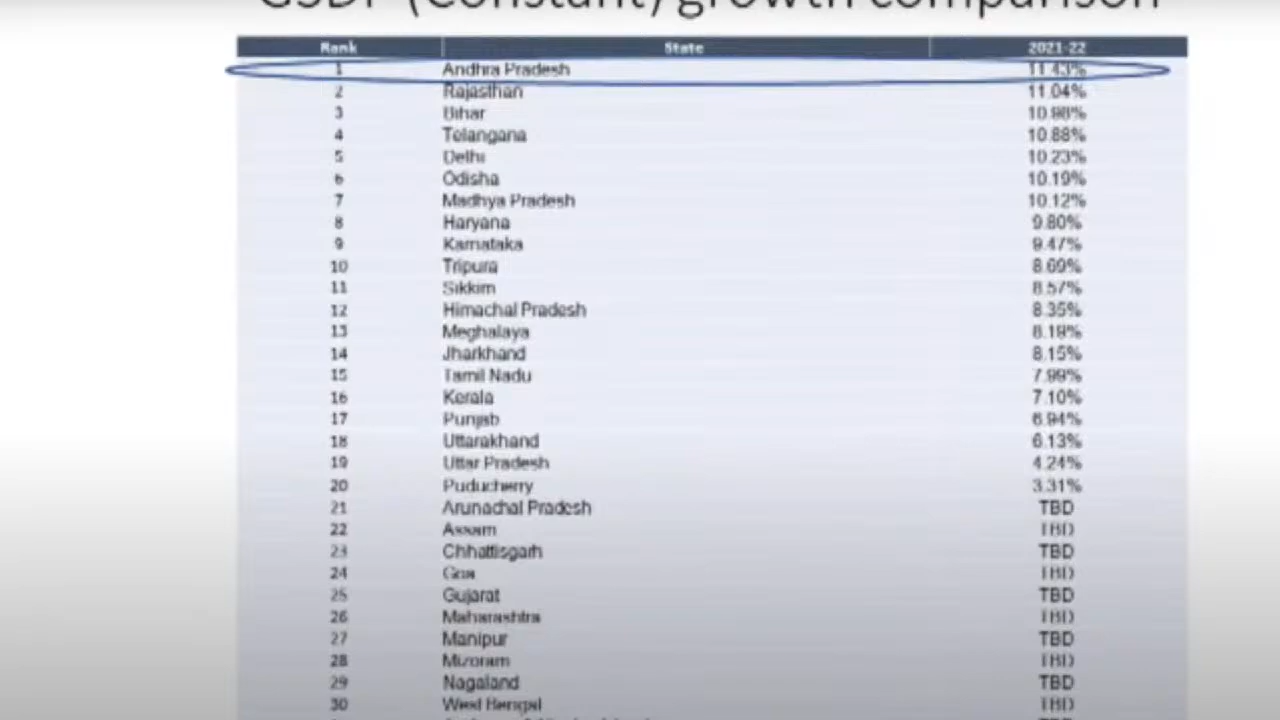 GSDP (Constant) growth comparison
Rank State 2021-22
1 Andhra Pradesh 11.43%
2 Rajasthan 11.04%
3 Bihar 10.98%
4 Telangana 10.88%
5 Delhi 10.23%
6 Odisha 10.19%
7 Madhya Pradesh 10.12%
8 Haryana 9.80%
9 Karnataka 9.47%
10 Tripura 8.69%
11 Sikkim 8.57%
12 Himachal Pradesh 8.35%
13 Meghalaya 8.19%
14 Jharkhand 8.15%
15 Tamil Nadu 7.99%
16 Kerala 7.10%
17 Punjab 6.94%
18 Uttarakhand 6.13%
19 Uttar Pradesh 4.24%
20 Puducherry 3.31%
21 Arunachal Pradesh TBD
22 Assam TBD
23 Chhattisgarh TBD
24 Goa TBD
25 Gujarat TBD
26 Maharashtra TBD
27 Manipur TBD
28 Mizoram TBD
29 Nagaland TBD
30 West Bengal TBD